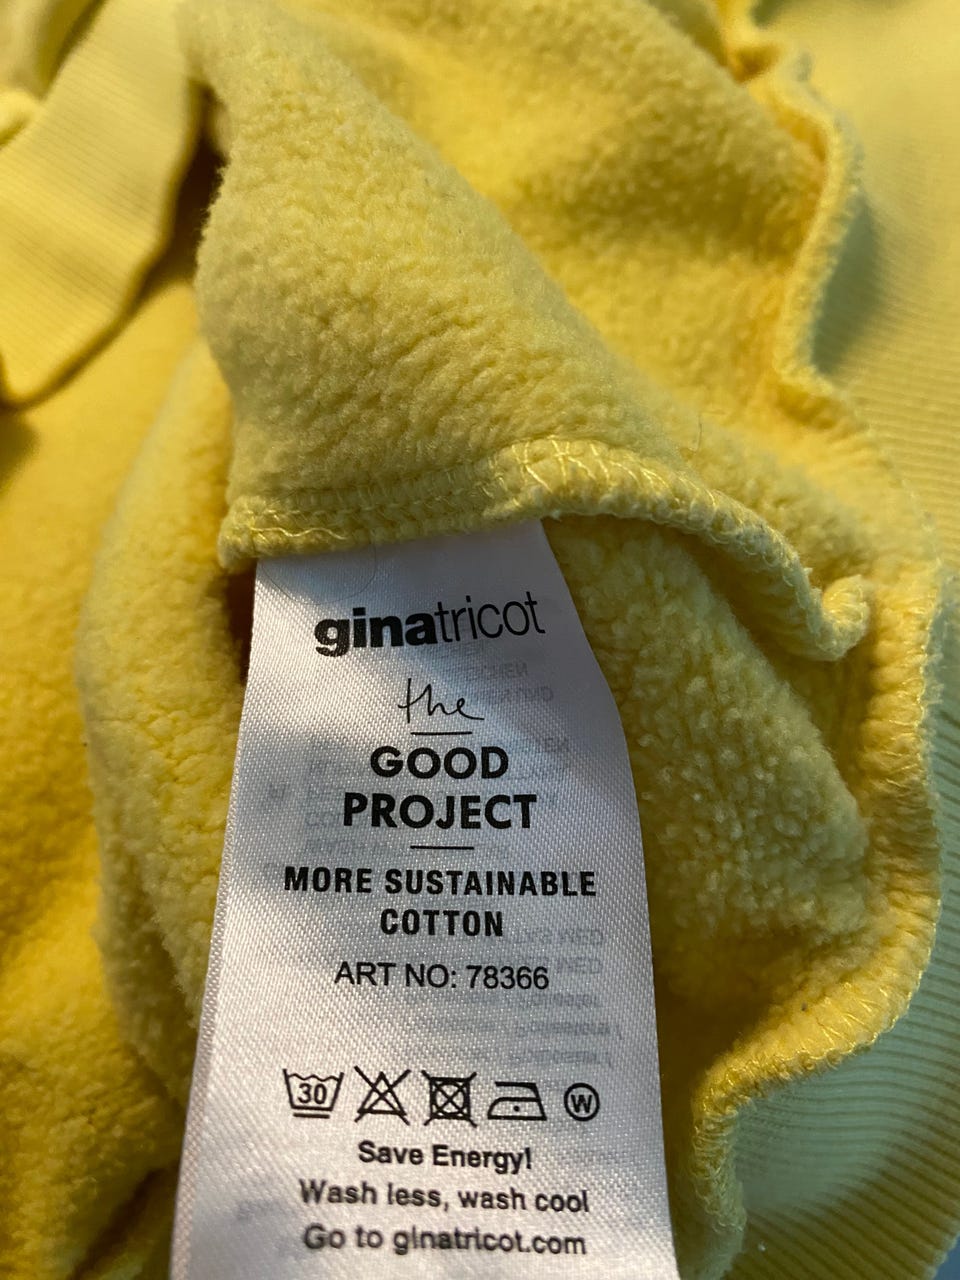 ginatricot
the
GOOD
PROJECT
MORE SUSTAINABLE
COTTON
ART NO: 78366
30 W
Save Energy!
Wash less, wash cool
Go to ginatricot.com